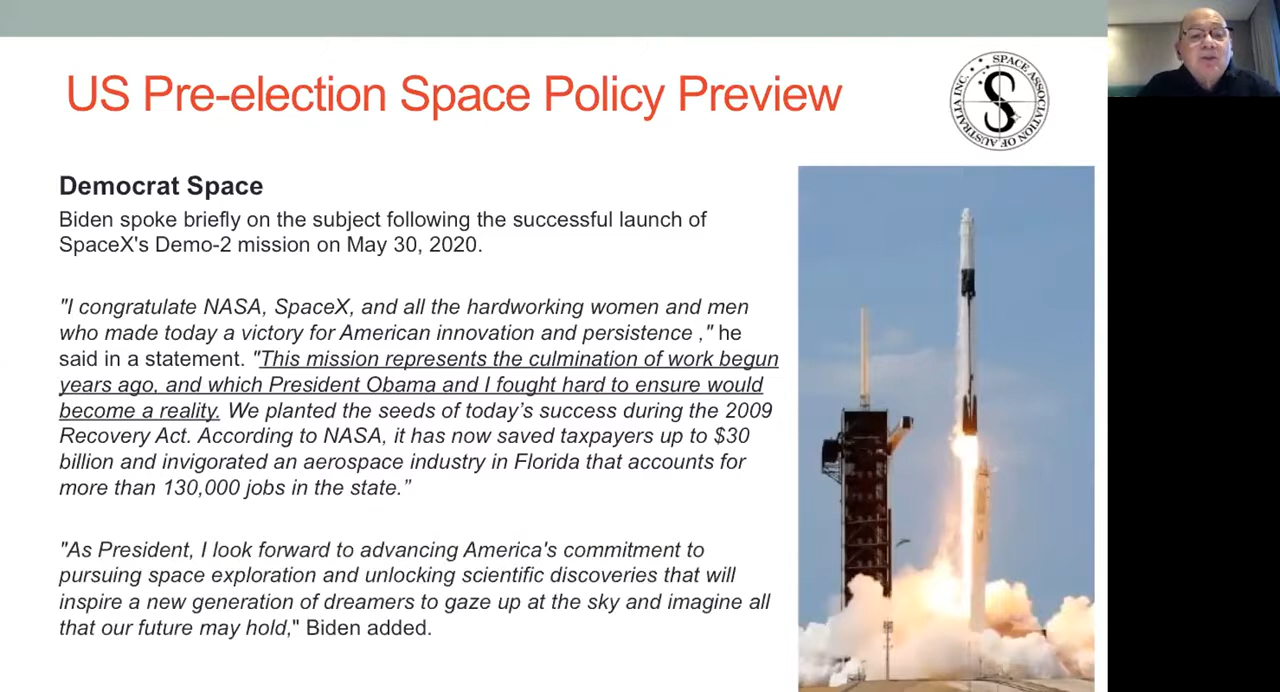 US Pre-election Space Policy Preview
SPACE ASSOCIATION OF AUSTRALIA INC.
S
Democrat Space
Biden spoke briefly on the subject following the successful launch of
SpaceX's Demo-2 mission on May 30, 2020.
"I congratulate NASA, SpaceX, and all the hardworking women and men
who made today a victory for American innovation and persistence ," he
said in a statement. "This mission represents the culmination of work begun
years ago, and which President Obama and I fought hard to ensure would
become a reality. We planted the seeds of today’s success during the 2009
Recovery Act. According to NASA, it has now saved taxpayers up to $30
billion and invigorated an aerospace industry in Florida that accounts for
more than 130,000 jobs in the state.”
"As President, I look forward to advancing America's commitment to
pursuing space exploration and unlocking scientific discoveries that will
inspire a new generation of dreamers to gaze up at the sky and imagine all
that our future may hold," Biden added.